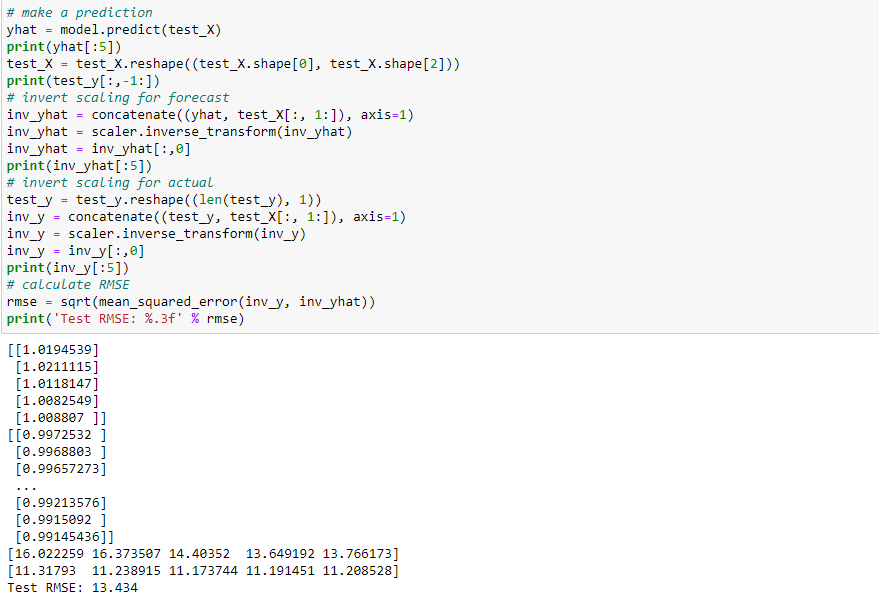 # make a prediction
yhat = model.predict(test_X)
print(yhat[:5])
test_X = test_X.reshape((test_X.shape[0], test_X.shape[2]))
print(test_y[:,-1:])
# invert scaling for forecast
inv_yhat = concatenate((yhat, test_X[:, 1:]), axis=1)
inv_yhat = scaler.inverse_transform(inv_yhat)
inv_yhat = inv_yhat[:,0]
print(inv_yhat[:5])
# invert scaling for actual
test_y = test_y.reshape((len(test_y), 1))
inv_y = concatenate((test_y, test_X[:, 1:]), axis=1)
inv_y = scaler.inverse_transform(inv_y)
inv_y = inv_y[:,0]
print(inv_y[:5])
# calculate RMSE
rmse = sqrt(mean_squared_error(inv_y, inv_yhat))
print('Test RMSE: %.3f' % rmse)
[[1.0194539]
 [1.0211115]
 [1.0118147]
 [1.0082549]
 [1.008807 ]]
[[0.9972532 ]
 [0.9968803 ]
 [0.99657273]
 ...
 [0.99213576]
 [0.9915092 ]
 [0.99145436]]
[16.022259 16.373507 14.40352  13.649192 13.766173]
[11.31793  11.238915 11.173744 11.191451 11.208528]
Test RMSE: 13.434